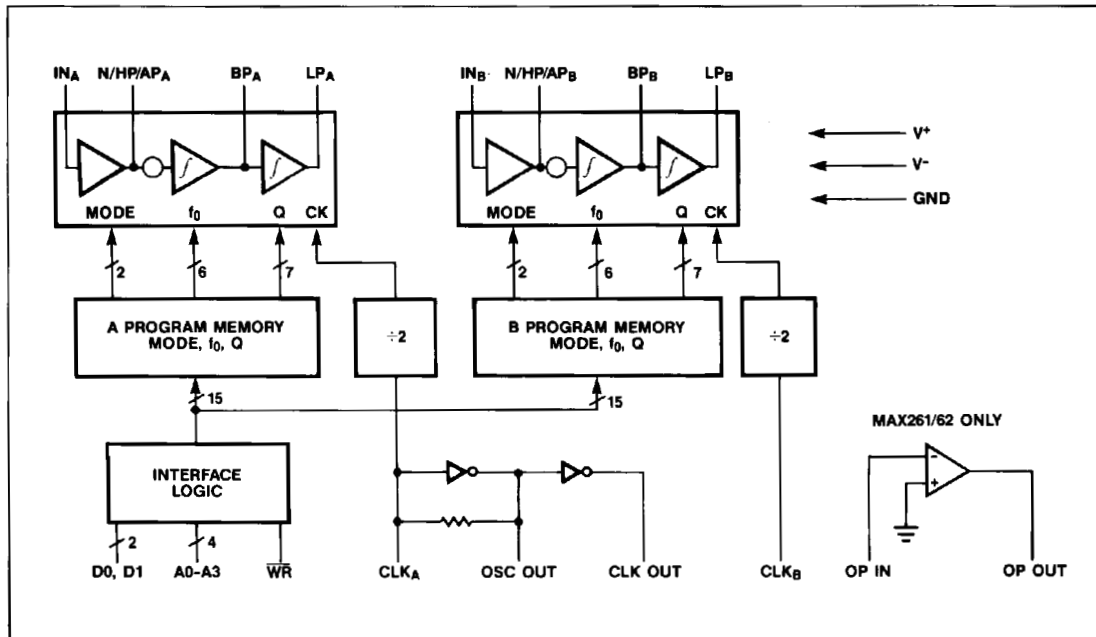 IN_A N/HP/AP_A BP_A LP_A
IN_B N/HP/AP_B BP_B LP_B
V+
V−
GND
∫ ∫
∫ ∫
MODE f₀ Q CK
MODE f₀ Q CK
2 6 7
2 6 7
A PROGRAM MEMORY
MODE, f₀, Q
÷2
B PROGRAM MEMORY
MODE, f₀, Q
÷2
15
15
MAX261/62 ONLY
−
+
INTERFACE
LOGIC
2 4
D0, D1 A0–A3 W̅R̅ CLK_A OSC OUT CLK OUT CLK_B OP IN OP OUT